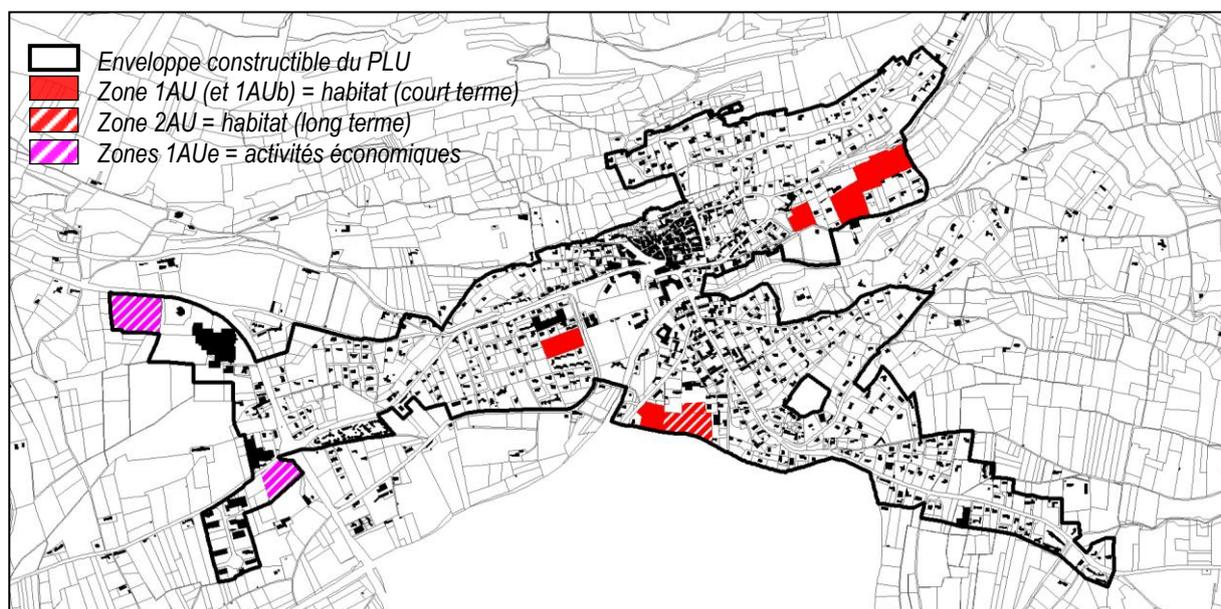 Enveloppe constructible du PLU
Zone 1AU (et 1AUb) = habitat (court terme)
Zone 2AU = habitat (long terme)
Zones 1AUe = activités économiques